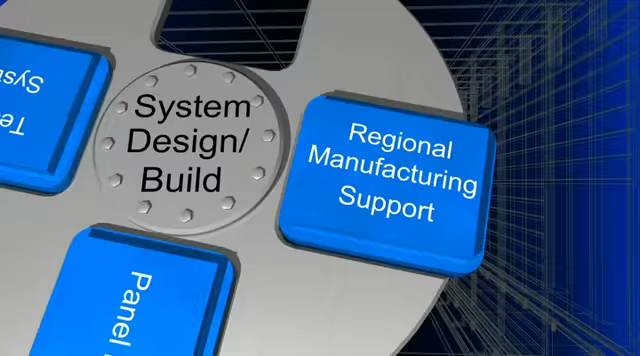 System
Design/
Build
Regional
Manufacturing
Support
Panel